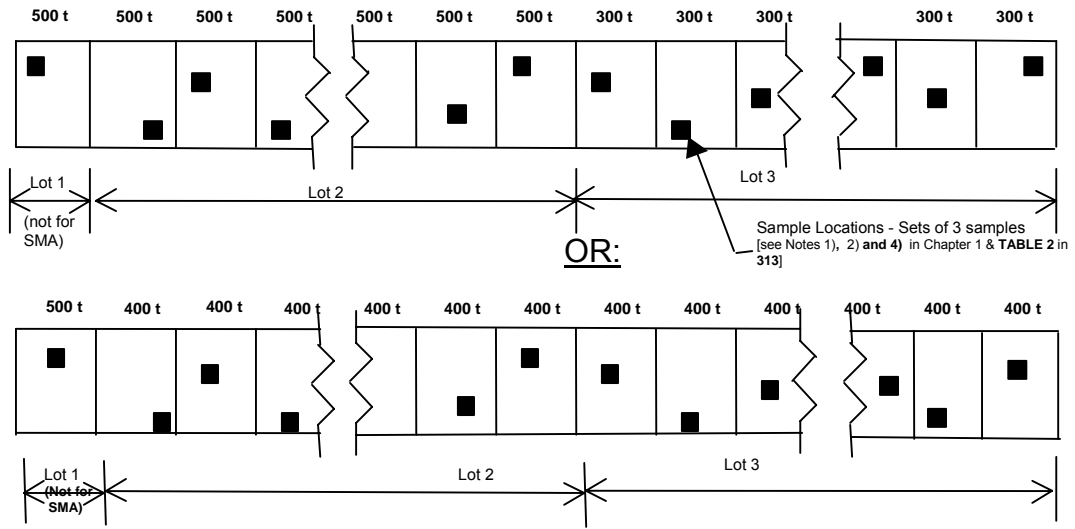 500 t 500 t 500 t 500 t 500 t 500 t 500 t 300 t 300 t 300 t 300 t 300 t
Lot 1
(not for
SMA)
Lot 2
Lot 3
Sample Locations - Sets of 3 samples
[see Notes 1), 2) and 4) in Chapter 1 & TABLE 2 in
313]
OR:
500 t 400 t 400 t 400 t 400 t 400 t 400 t 400 t 400 t 400 t 400 t 400 t 400 t
Lot 1
(Not for
SMA)
Lot 2
Lot 3